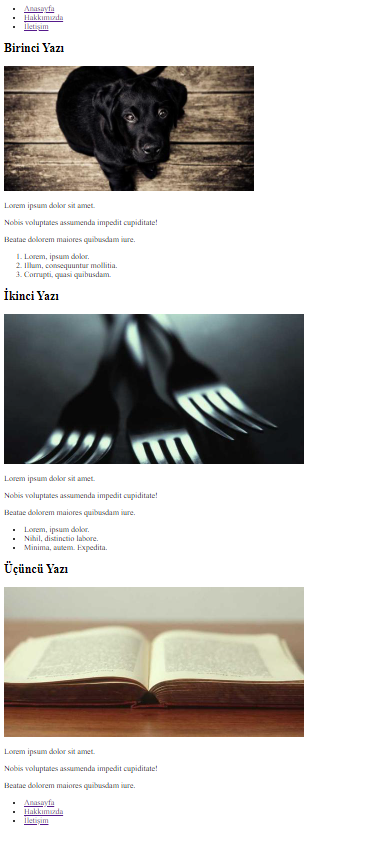 Anasayfa
Hakkımızda
İletişim
Birinci Yazı
Lorem ipsum dolor sit amet.
Nobis voluptates assumenda impedit cupiditate!
Beatae dolorem maiores quibusdam iure.
1. Lorem, ipsum dolor.
2. Illum, consequuntur mollitia.
3. Corrupti, quasi quibusdam.
İkinci Yazı
Lorem ipsum dolor sit amet.
Nobis voluptates assumenda impedit cupiditate!
Beatae dolorem maiores quibusdam iure.
Lorem, ipsum dolor.
Nihil, distinctio labore.
Minima, autem. Expedita.
Üçüncü Yazı
Lorem ipsum dolor sit amet.
Nobis voluptates assumenda impedit cupiditate!
Beatae dolorem maiores quibusdam iure.
Anasayfa
Hakkımızda
İletişim